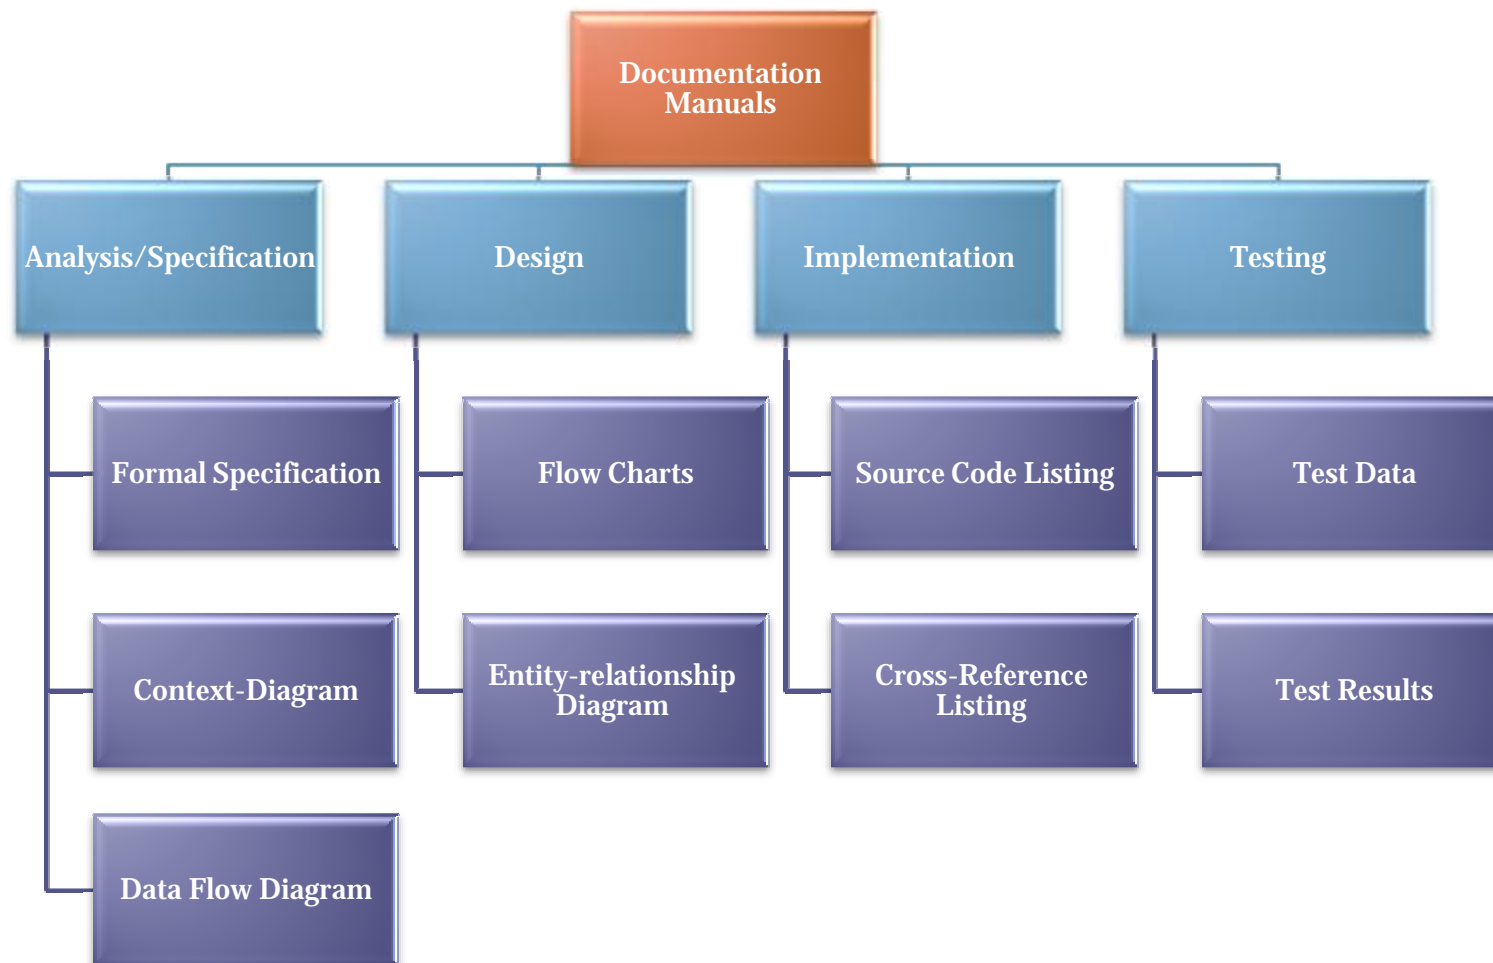 Documentation
Manuals
Analysis/Specification
Design
Implementation
Testing
Formal Specification
Flow Charts
Source Code Listing
Test Data
Context-Diagram
Entity-relationship
Diagram
Cross-Reference
Listing
Test Results
Data Flow Diagram